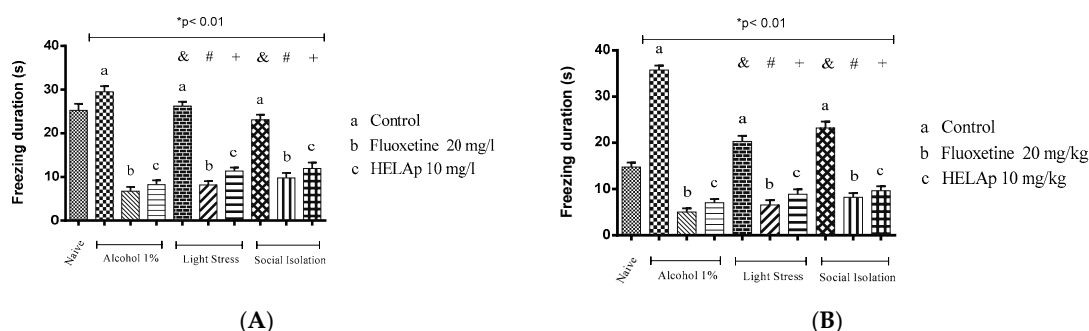 *p< 0.01
Freezing duration (s)
40
30
20
10
0
& # + & # +
a a a
b c b c b c
Naive
Alcohol 1%
Light Stress
Social Isolation
a Control
b Fluoxetine 20 mg/l
c HELAp 10 mg/l
(A)
*p< 0.01
Freezing duration (s)
40
30
20
10
0
& # + & # +
a a a
b c b c b c
Naive
Alcohol 1%
Light Stress
Social Isolation
a Control
b Fluoxetine 20 mg/kg
c HELAp 10 mg/kg
(B)